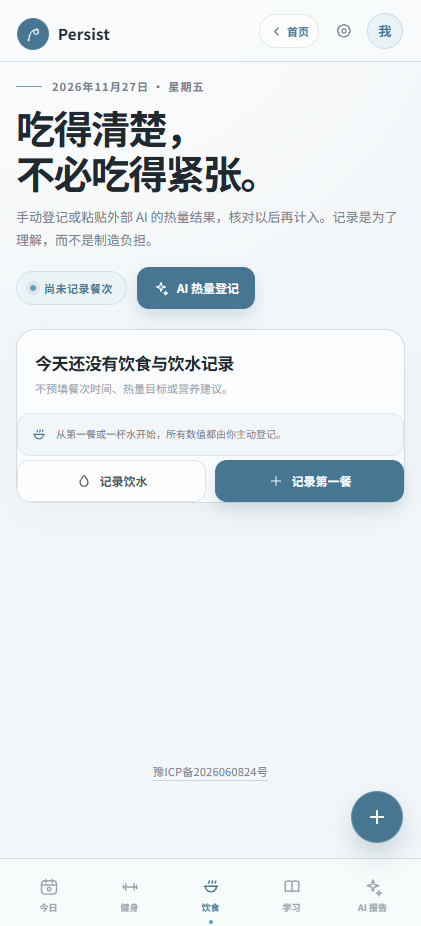 Persist
首页
我
2026年11月27日 · 星期五
吃得清楚，
不必吃得紧张。
手动登记或粘贴外部 AI 的热量结果，核对以后再计入。记录是为了
理解，而不是制造负担。
尚未记录餐次
AI 热量登记
今天还没有饮食与饮水记录
不预填餐次时间、热量目标或营养建议。
从第一餐或一杯水开始，所有数值都由你主动登记。
记录饮水
记录第一餐
豫ICP备2026060824号
今日
健身
饮食
学习
AI 报告